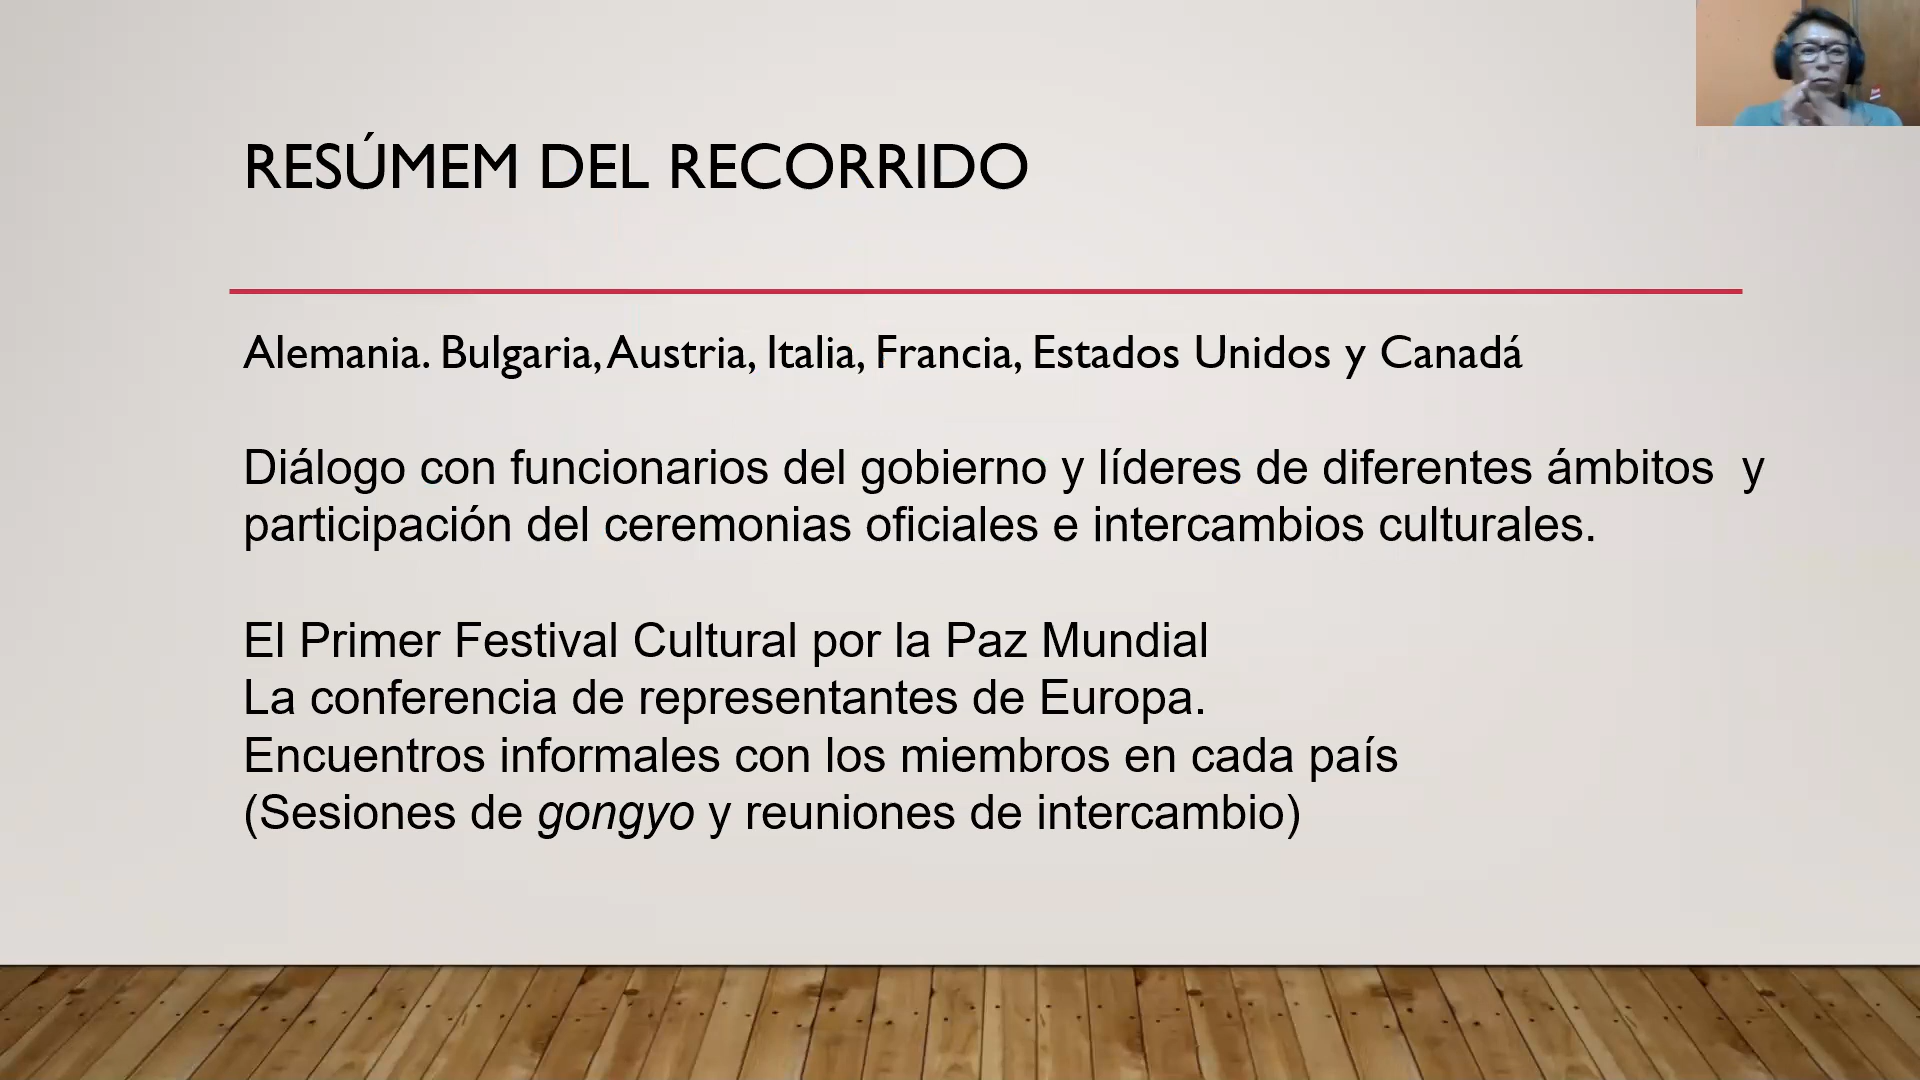 RESÚMEM DEL RECORRIDO
Alemania. Bulgaria, Austria, Italia, Francia, Estados Unidos y Canadá
Diálogo con funcionarios del gobierno y líderes de diferentes ámbitos  y
participación del ceremonias oficiales e intercambios culturales.
El Primer Festival Cultural por la Paz Mundial
La conferencia de representantes de Europa.
Encuentros informales con los miembros en cada país
(Sesiones de gongyo y reuniones de intercambio)